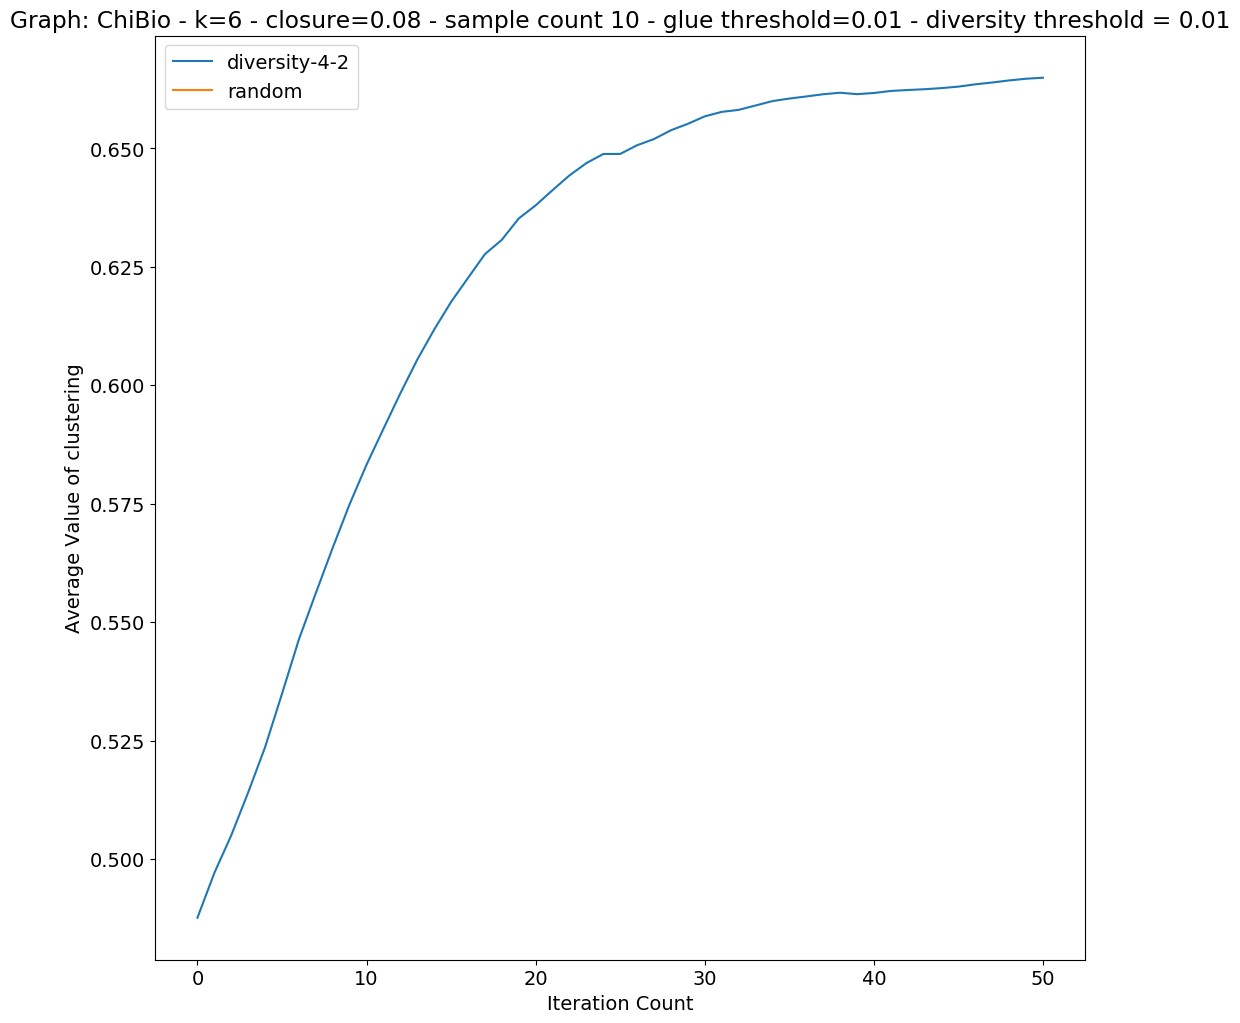 Graph: ChiBio - k=6 - closure=0.08 - sample count 10 - glue threshold=0.01 - diversity threshold = 0.01
diversity-4-2
random
0.650
0.625
0.600
0.575
0.550
0.525
0.500
Average Value of clustering
0 10 20 30 40 50
Iteration Count